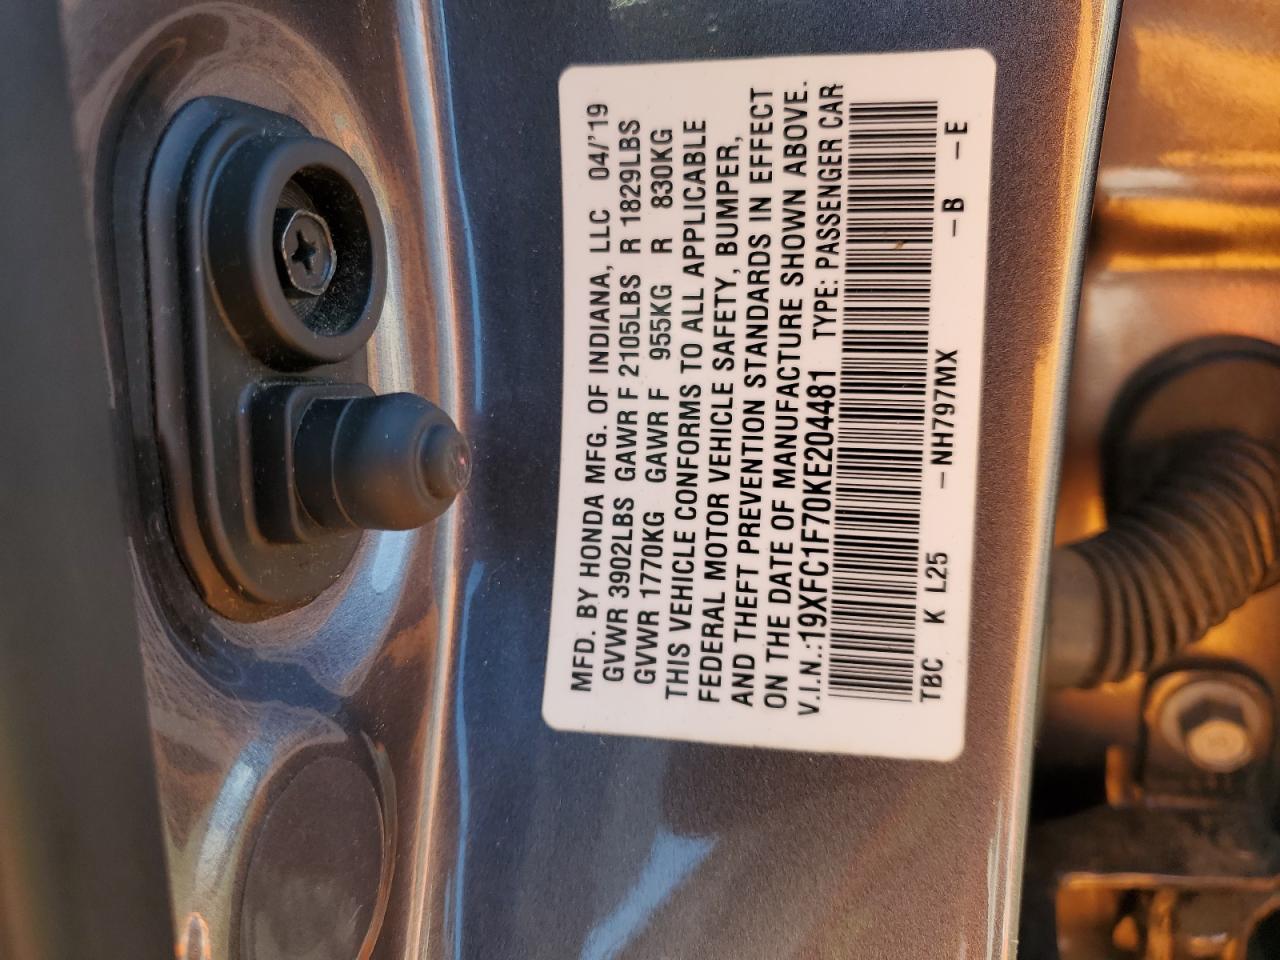 MFD. BY HONDA MFG. OF INDIANA, LLC 04/'19
GVWR 3902LBS GAWR F 2105LBS R 1829LBS
GVWR 1770KG GAWR F 955KG R 830KG
THIS VEHICLE CONFORMS TO ALL APPLICABLE
FEDERAL MOTOR VEHICLE SAFETY, BUMPER,
AND THEFT PREVENTION STANDARDS IN EFFECT
ON THE DATE OF MANUFACTURE SHOWN ABOVE.
V.I.N.:19XFC1F70KE204481 TYPE: PASSENGER CAR
TBC K L25 -NH797MX -B -E